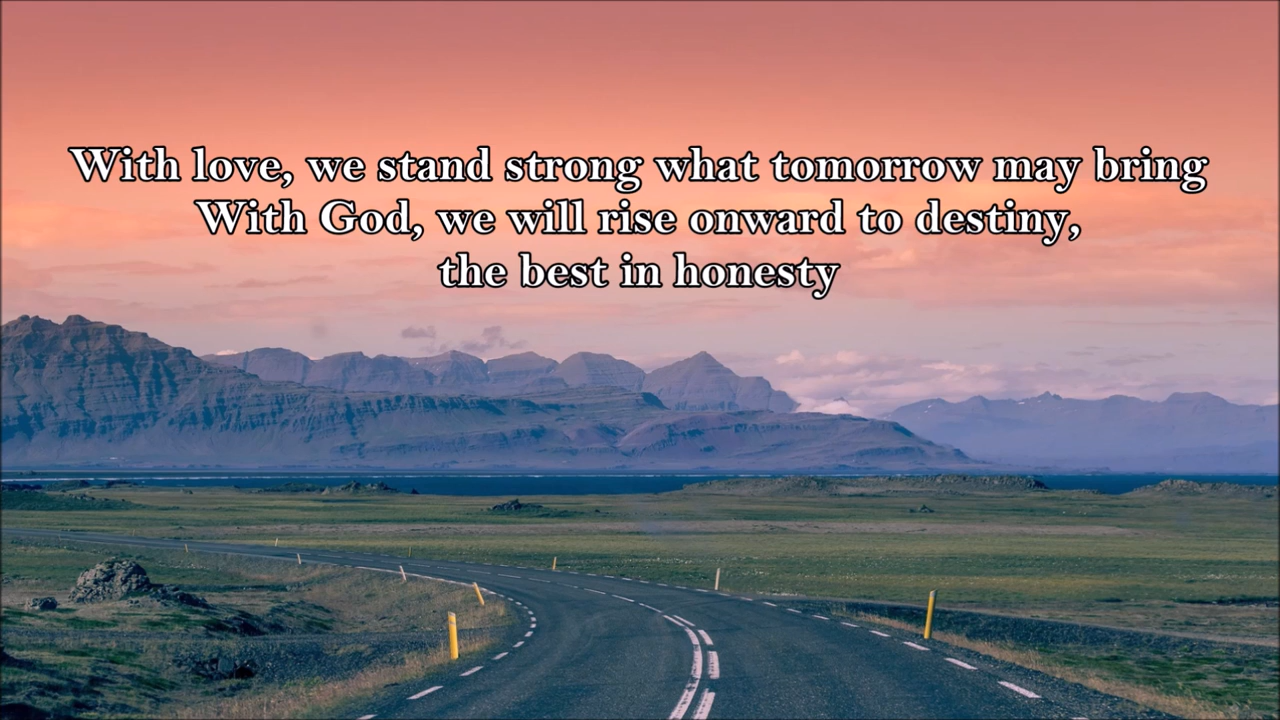 With love, we stand strong what tomorrow may bring
With God, we will rise onward to destiny,
the best in honesty